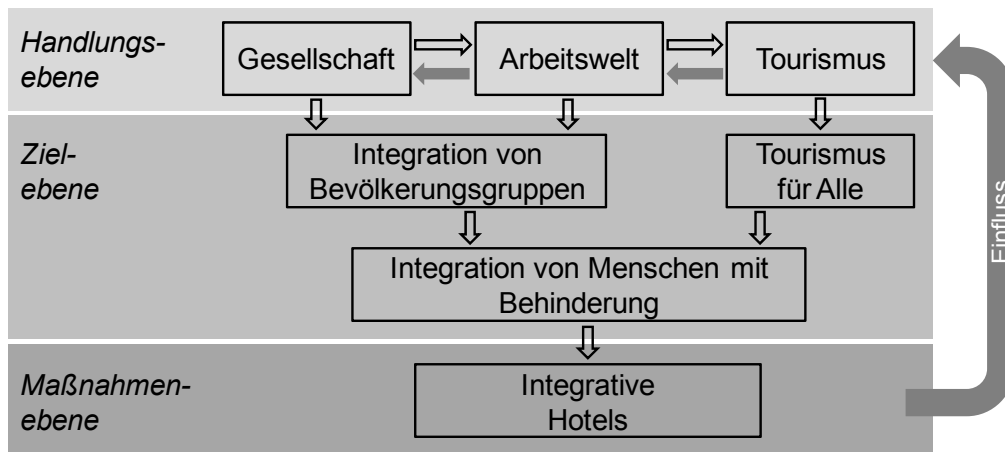 Handlungs-
ebene
Gesellschaft
Arbeitswelt
Tourismus
Ziel-
ebene
Integration von
Bevölkerungsgruppen
Tourismus
für Alle
Integration von Menschen mit
Behinderung
Maßnahmen-
ebene
Integrative
Hotels
Einfluss